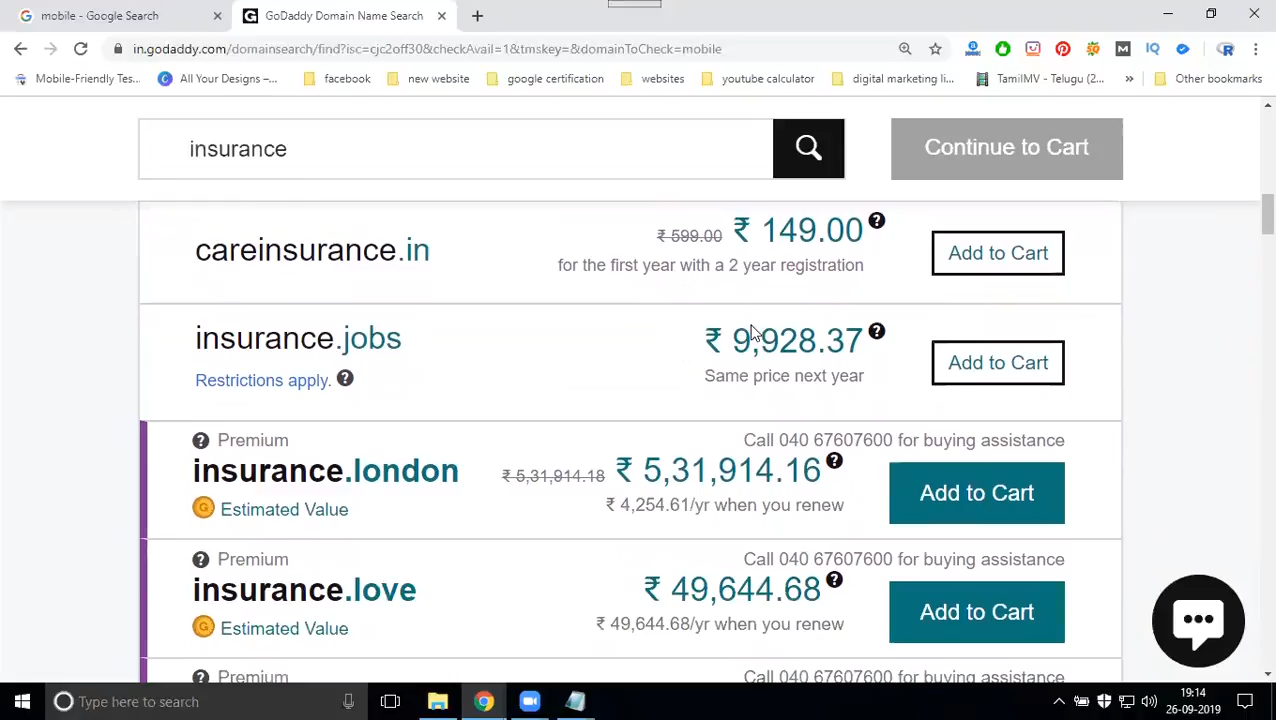 mobile - Google Search
GoDaddy Domain Name Search
in.godaddy.com/domainsearch/find?isc=cjc2off30&checkAvail=1&tmskey=&domainToCheck=mobile
Mobile-Friendly Tes...
All Your Designs –...
facebook
new website
google certification
websites
youtube calculator
digital marketing li...
TamilMV - Telugu (2...
»
Other bookmarks
insurance
Continue to Cart
careinsurance.in
₹ 599.00 ₹ 149.00
for the first year with a 2 year registration
Add to Cart
insurance.jobs
Restrictions apply.
₹ 9,928.37
Same price next year
Add to Cart
Premium
Call 040 67607600 for buying assistance
insurance.london
₹ 5,31,914.18 ₹ 5,31,914.16
Estimated Value
₹ 4,254.61/yr when you renew
Add to Cart
Premium
Call 040 67607600 for buying assistance
insurance.love
₹ 49,644.68
Estimated Value
₹ 49,644.68/yr when you renew
Add to Cart
Premium
Call 040 67607600 for buying assistance
Type here to search
19:14
26-09-2019